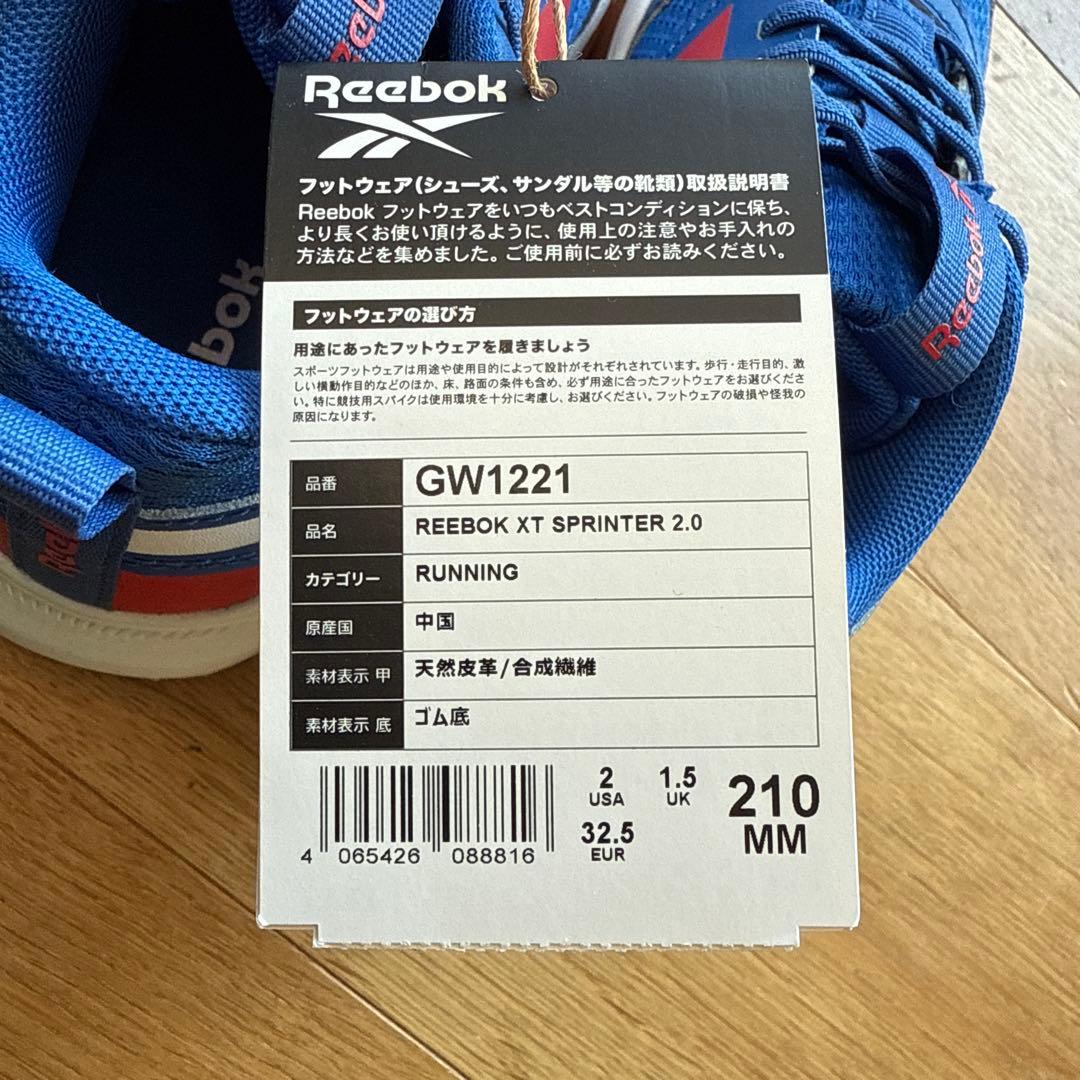 Reebok
Reebok
フットウェア(シューズ、サンダル等の靴類)取扱説明書
Reebok フットウェアをいつもベストコンディションに保ち、
より長くお使い頂けるように、使用上の注意やお手入れの
方法などを集めました。ご使用前に必ずお読みください。
Reebok
フットウェアの選び方
用途にあったフットウェアを履きましょう
スポーツフットウェアは用途や使用目的によって設計がそれぞれされています。歩行・走行目的、激
しい横動作目的などのほか、床、路面の条件も含め、必ず用途に合ったフットウェアをお選びくださ
い。特に競技用スパイクは使用環境を十分に考慮し、お選びください。フットウェアの破損や怪我の
原因になります。
品番 GW1221
品名 REEBOK XT SPRINTER 2.0
カテゴリー RUNNING
原産国 中国
素材表示 甲 天然皮革/合成繊維
素材表示 底 ゴム底
2 USA 1.5 UK 210 MM
32.5 EUR
4 065426 088816